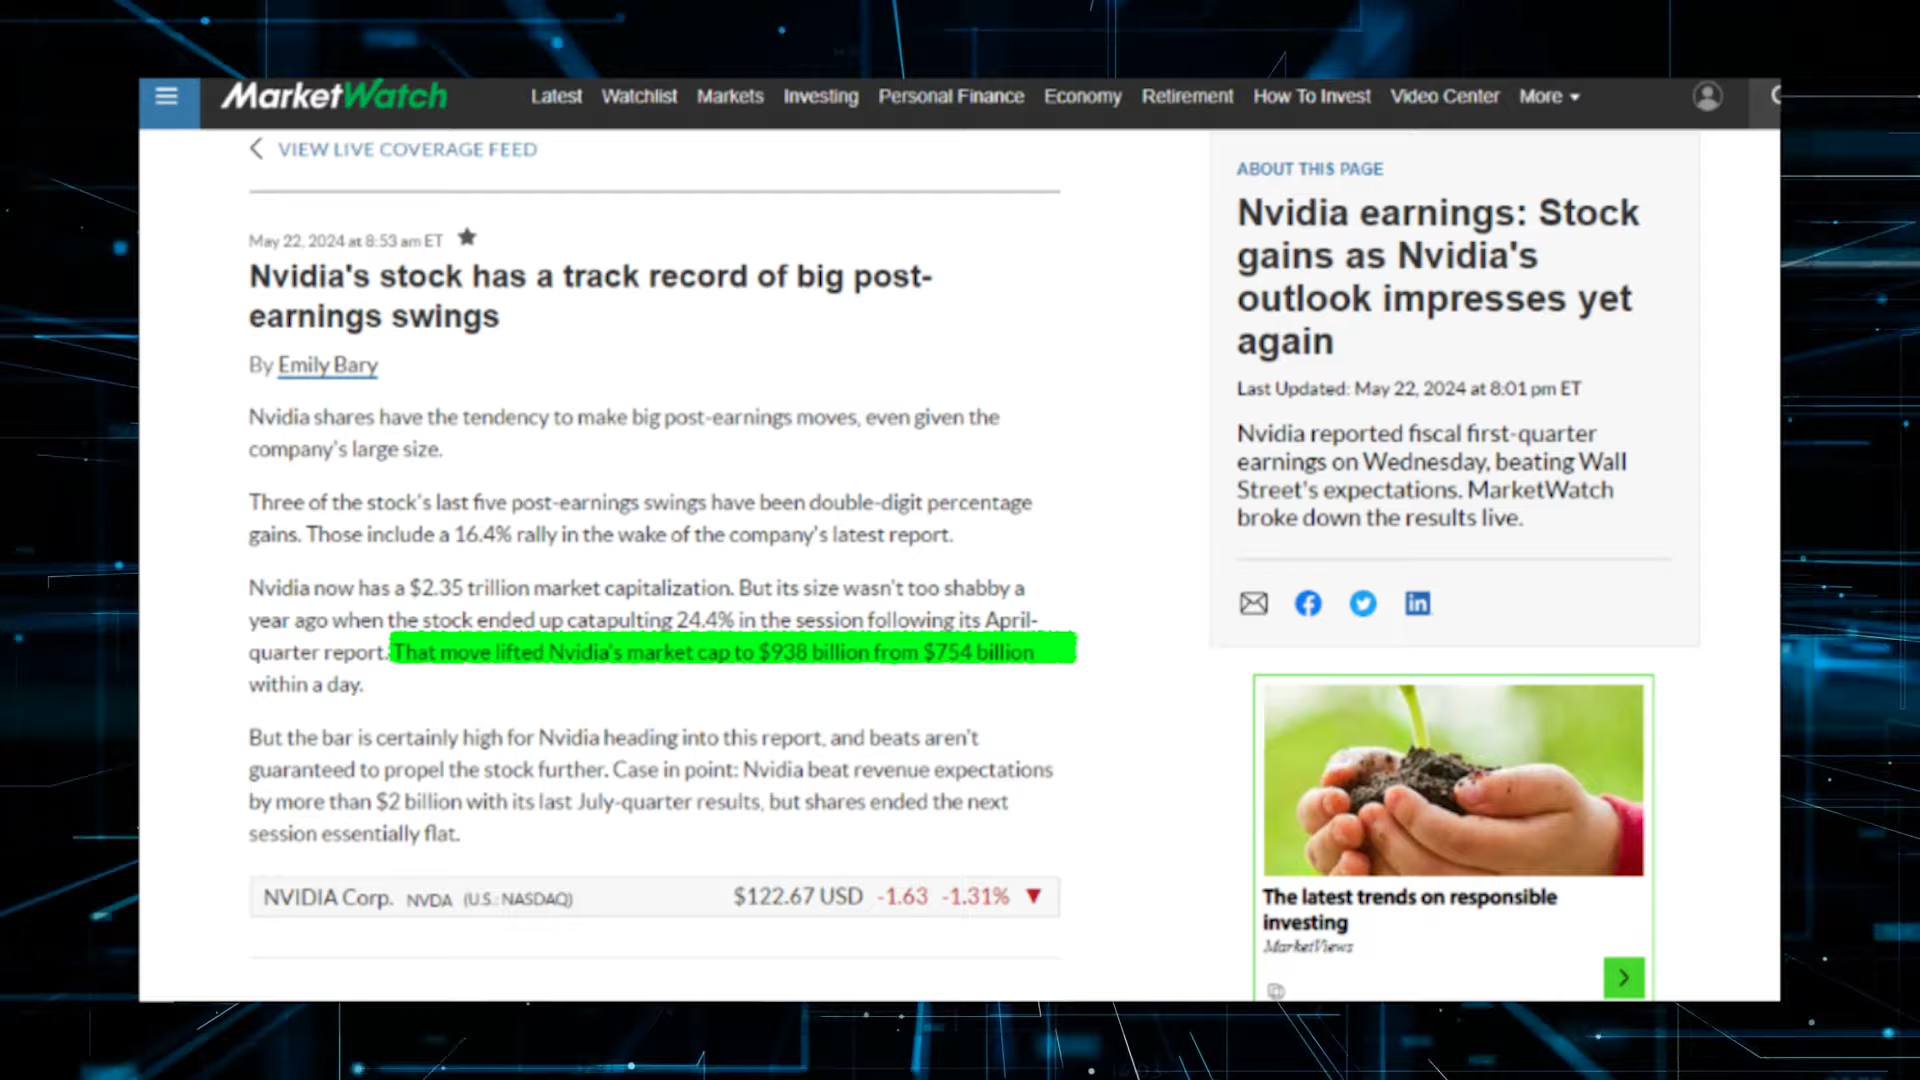 MarketWatch
Latest Watchlist Markets Investing Personal Finance Economy Retirement How To Invest Video Center More
VIEW LIVE COVERAGE FEED
May 22, 2024 at 8:53 am ET
Nvidia's stock has a track record of big post-
earnings swings
By Emily Bary
Nvidia shares have the tendency to make big post-earnings moves, even given the
company's large size.
Three of the stock's last five post-earnings swings have been double-digit percentage
gains. Those include a 16.4% rally in the wake of the company's latest report.
Nvidia now has a $2.35 trillion market capitalization. But its size wasn't too shabby a
year ago when the stock ended up catapulting 24.4% in the session following its April-
quarter report. That move lifted Nvidia's market cap to $938 billion from $754 billion
within a day.
But the bar is certainly high for Nvidia heading into this report, and beats aren't
guaranteed to propel the stock further. Case in point: Nvidia beat revenue expectations
by more than $2 billion with its last July-quarter results, but shares ended the next
session essentially flat.
NVIDIA Corp. NVDA (U.S.: NASDAQ) $122.67 USD -1.63 -1.31%
ABOUT THIS PAGE
Nvidia earnings: Stock
gains as Nvidia's
outlook impresses yet
again
Last Updated: May 22, 2024 at 8:01 pm ET
Nvidia reported fiscal first-quarter
earnings on Wednesday, beating Wall
Street's expectations. MarketWatch
broke down the results live.
The latest trends on responsible
investing
MarketViews